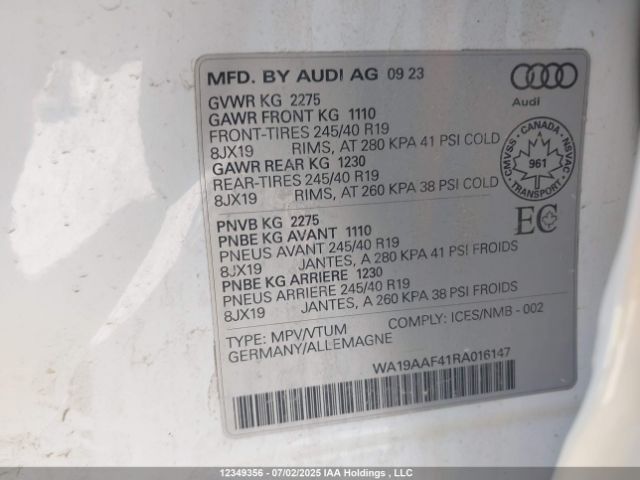 MFD. BY AUDI AG 09 23
Audi
GVWR KG 2275
GAWR FRONT KG 1110
FRONT-TIRES 245/40 R19
8JX19 RIMS, AT 280 KPA 41 PSI COLD
GAWR REAR KG 1230
REAR-TIRES 245/40 R19
8JX19 RIMS, AT 260 KPA 38 PSI COLD
CANADA
CMVSS
NSVAC
961
EC
PNVB KG 2275
PNBE KG AVANT 1110
PNEUS AVANT 245/40 R19
8JX19 JANTES, A 280 KPA 41 PSI FROIDS
PNBE KG ARRIERE 1230
PNEUS ARRIERE 245/40 R19
8JX19 JANTES, A 260 KPA 38 PSI FROIDS
TYPE: MPV/VTUM COMPLY: ICES/NMB - 002
GERMANY/ALLEMAGNE
WA19AAF41RA016147
12349356 - 07/02/2025 IAA Holdings , LLC